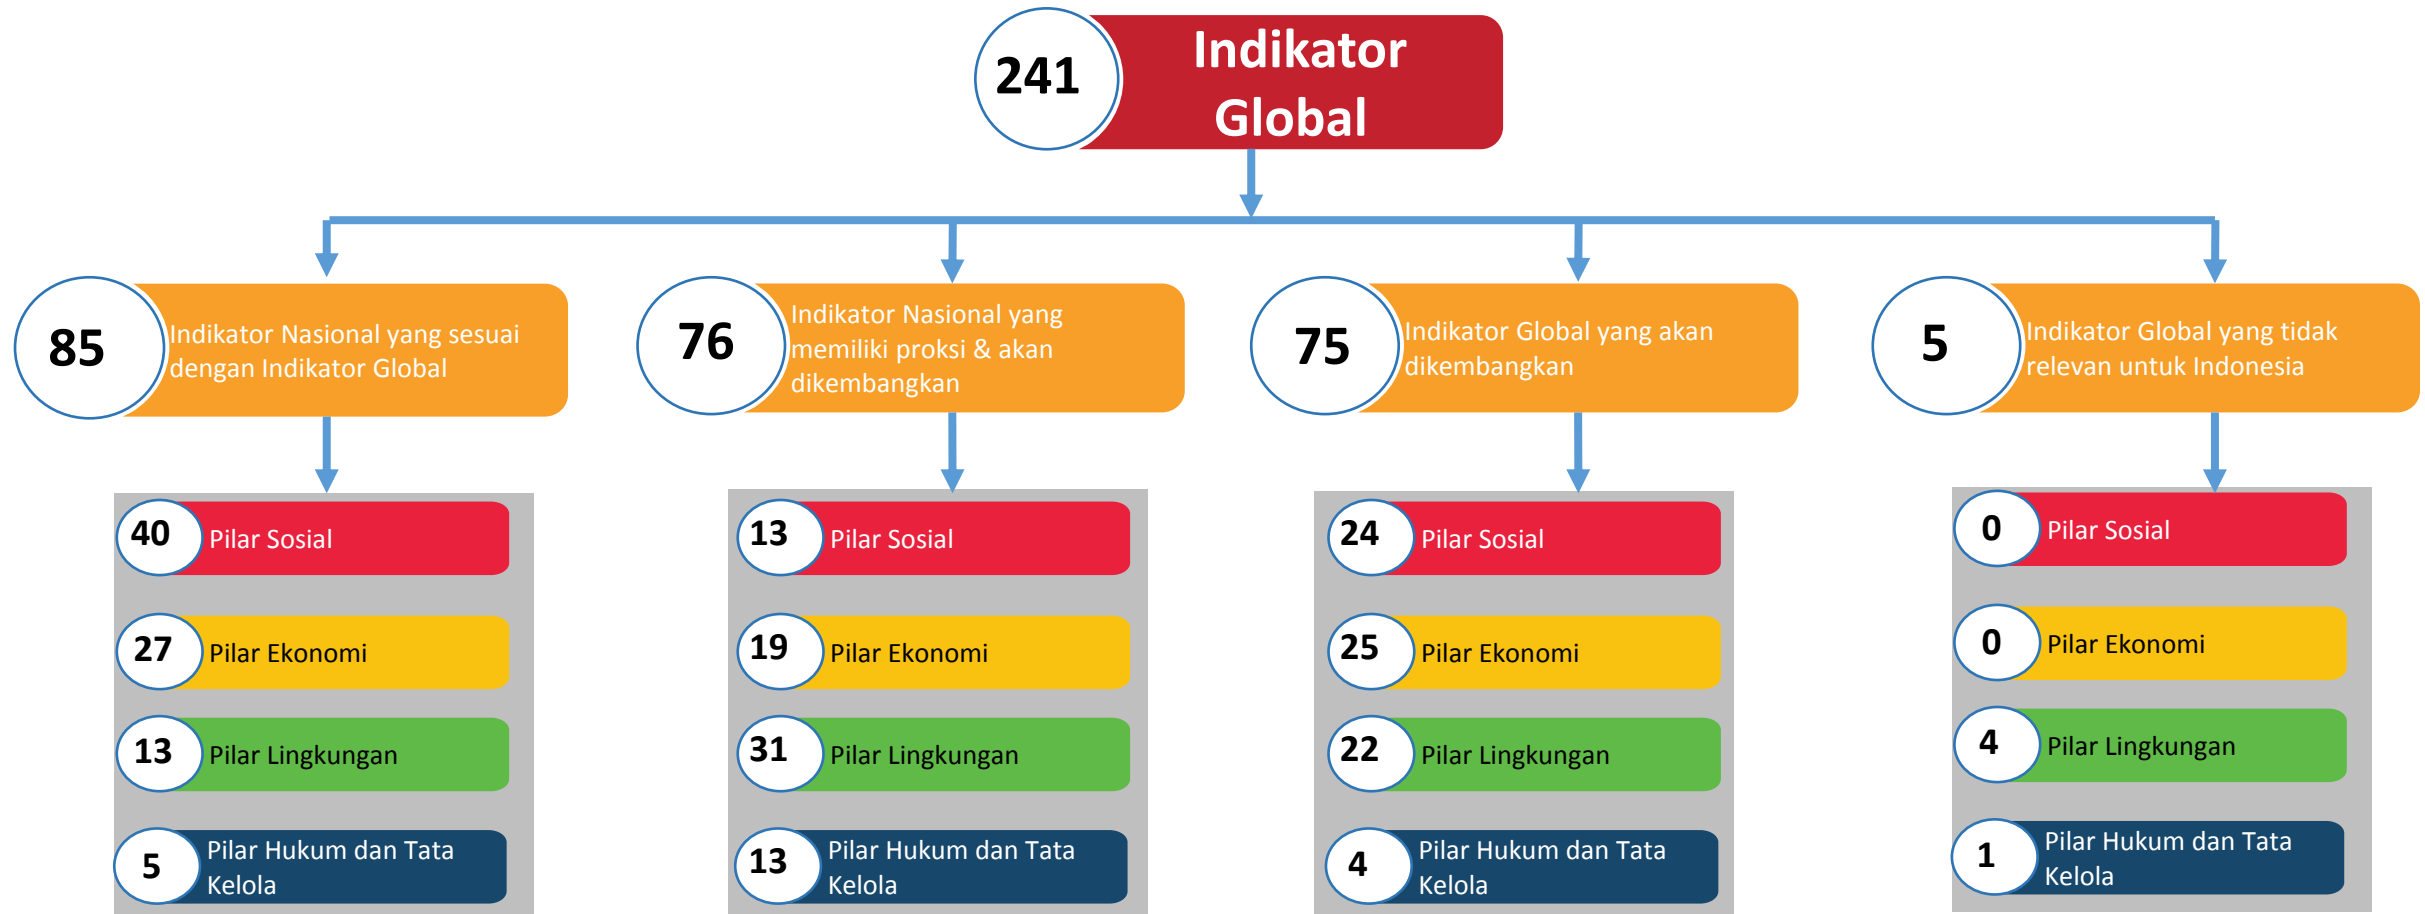 241
Indikator
Global
85
Indikator Nasional yang sesuai
dengan Indikator Global
76
Indikator Nasional yang
memiliki proksi & akan
dikembangkan
75
Indikator Global yang akan
dikembangkan
5
Indikator Global yang tidak
relevan untuk Indonesia
40
Pilar Sosial
27
Pilar Ekonomi
13
Pilar Lingkungan
5
Pilar Hukum dan Tata
Kelola
13
Pilar Sosial
19
Pilar Ekonomi
31
Pilar Lingkungan
13
Pilar Hukum dan Tata
Kelola
24
Pilar Sosial
25
Pilar Ekonomi
22
Pilar Lingkungan
4
Pilar Hukum dan Tata
Kelola
0
Pilar Sosial
0
Pilar Ekonomi
4
Pilar Lingkungan
1
Pilar Hukum dan Tata
Kelola